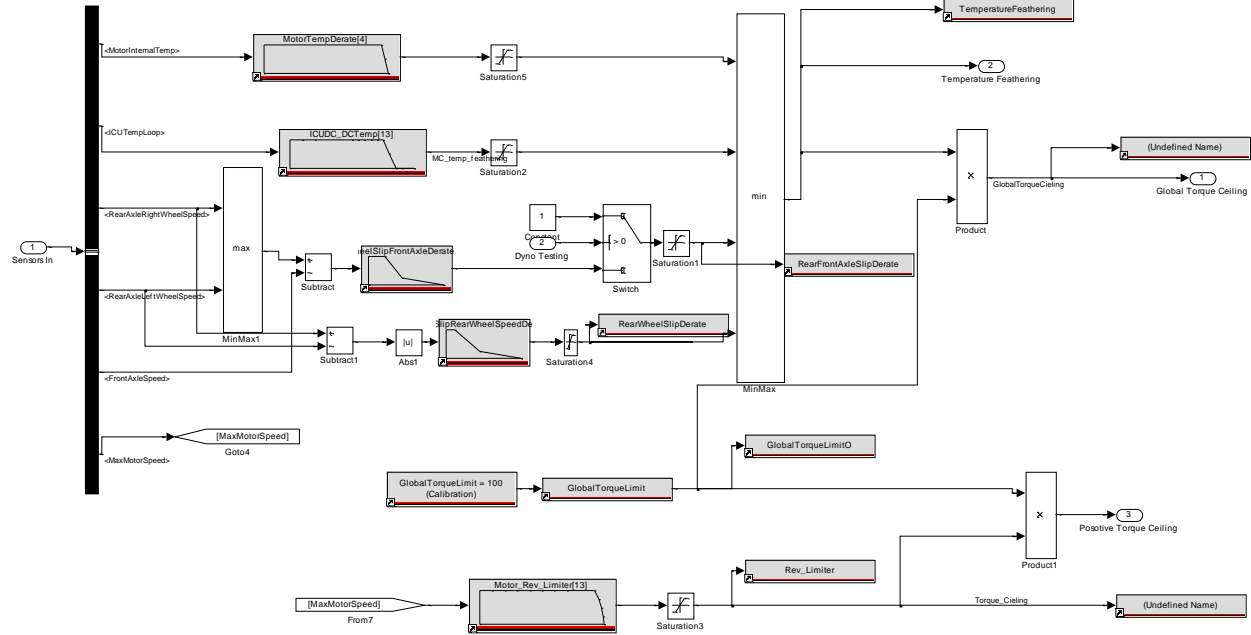 TemperatureFeathering
<MotorInternalTemp>
MotorTempDerate[4]
Saturation5
2
Temperature Feathering
<ICUTempLoop>
ICUDC_DCTemp[13]
MC_temp_feathering
Saturation2
min
×
(Undefined Name)
GlobalTorqueCieling
1
Global Torque Ceiling
Product
<RearAxleRightWheelSpeed>
max
1
Constant
2
Dyno Testing
> 0
Switch
Saturation1
RearFrontAxleSlipDerate
1
Sensors In
+
−
Subtract
eelSlipFrontAxleDerate
<RearAxleLeftWheelSpeed>
MinMax1
+
−
Subtract1
|u|
Abs1
SlipRearWheelSpeedDe
Saturation4
RearWheelSlipDerate
<FrontAxleSpeed>
MinMax
[MaxMotorSpeed]
Goto4
<MaxMotorSpeed>
GlobalTorqueLimitO
GlobalTorqueLimit = 100
(Calibration)
GlobalTorqueLimit
×
3
Posotive Torque Ceiling
Product1
Rev_Limiter
[MaxMotorSpeed]
From7
Motor_Rev_Limiter[13]
Saturation3
Torque_Cieling
(Undefined Name)